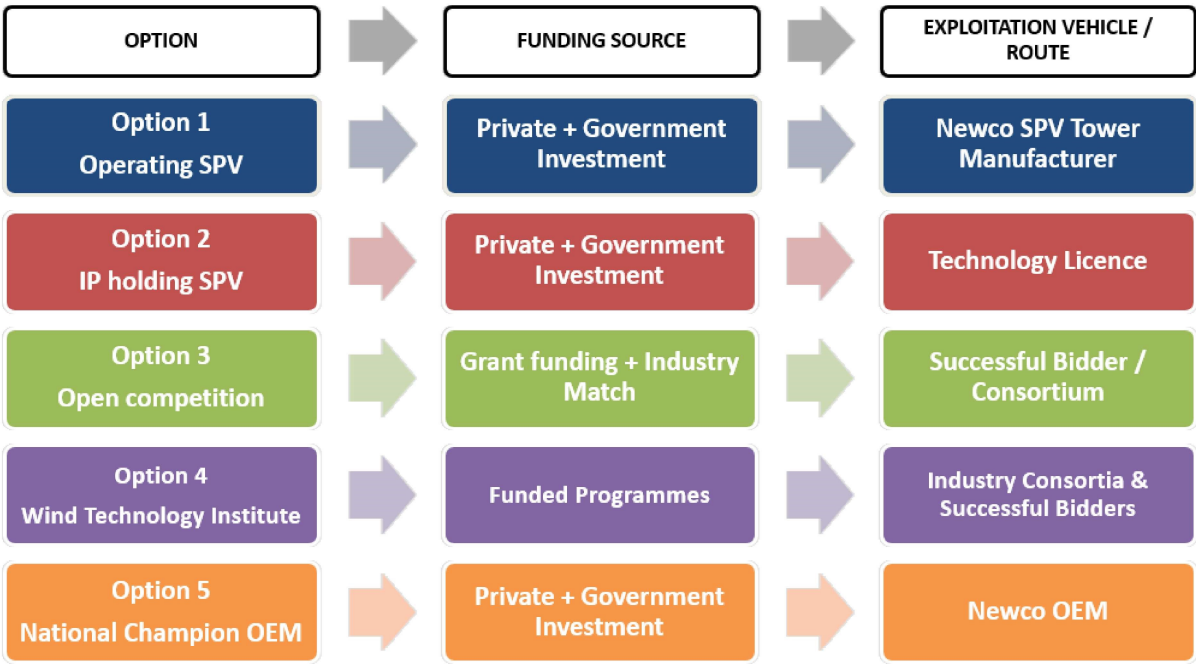 OPTION
FUNDING SOURCE
EXPLOITATION VEHICLE /
ROUTE
Option 1
Operating SPV
Private + Government
Investment
Newco SPV Tower
Manufacturer
Option 2
IP holding SPV
Private + Government
Investment
Technology Licence
Option 3
Open competition
Grant funding + Industry
Match
Successful Bidder /
Consortium
Option 4
Wind Technology Institute
Funded Programmes
Industry Consortia &
Successful Bidders
Option 5
National Champion OEM
Private + Government
Investment
Newco OEM